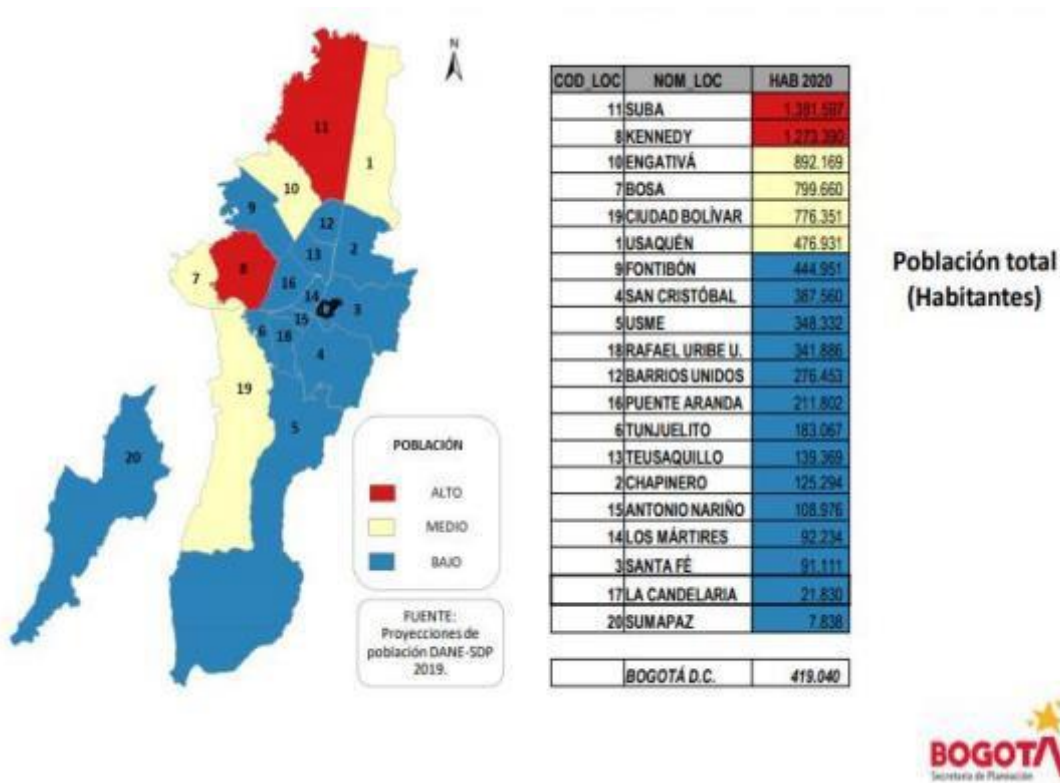 N
11
1
10
9
12
2
13
7
8
16
14
3
15
6
18
4
19
5
20
POBLACIÓN
ALTO
MEDIO
BAJO
FUENTE:
Proyecciones de
población DANE-SDP
2019.
COD_LOC NOM_LOC HAB 2020
11 SUBA 1.381.597
8 KENNEDY 1.273.390
10 ENGATIVÁ 892.169
7 BOSA 799.660
19 CIUDAD BOLÍVAR 776.351
1 USAQUÉN 476.931
9 FONTIBÓN 444.951
4 SAN CRISTÓBAL 387.560
5 USME 348.332
18 RAFAEL URIBE U. 341.886
12 BARRIOS UNIDOS 276.453
16 PUENTE ARANDA 211.802
6 TUNJUELITO 183.067
13 TEUSAQUILLO 139.369
2 CHAPINERO 125.294
15 ANTONIO NARIÑO 108.976
14 LOS MÁRTIRES 92.234
3 SANTA FÉ 91.111
17 LA CANDELARIA 21.830
20 SUMAPAZ 7.838
BOGOTÁ D.C. 419.040
Población total
(Habitantes)
BOGOTÁ
Secretaría de Planeación